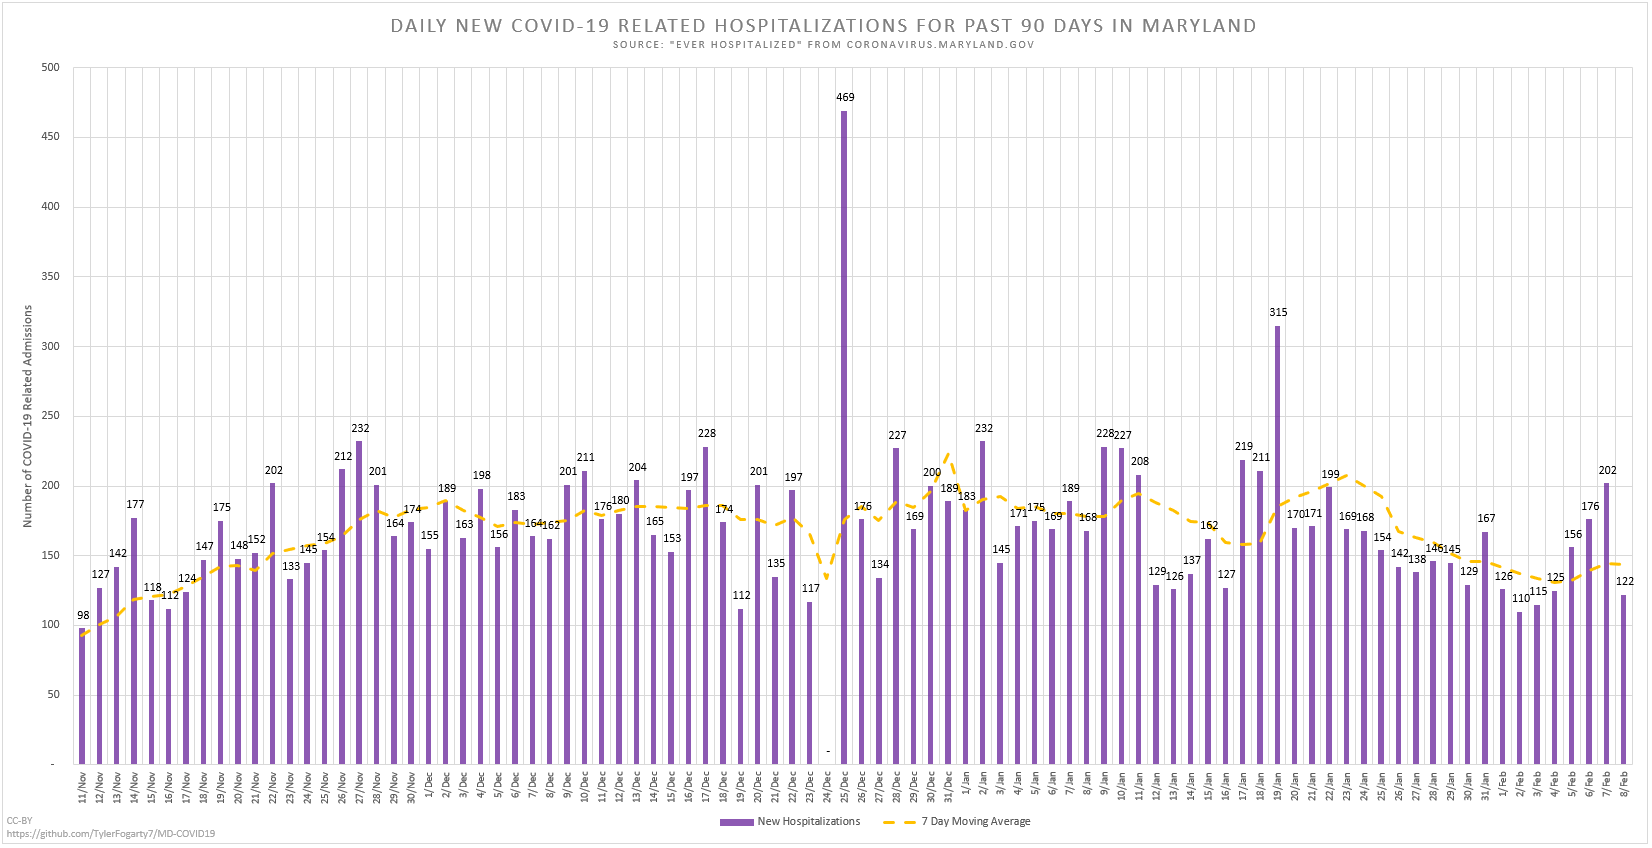 DAILY NEW COVID-19 RELATED HOSPITALIZATIONS FOR PAST 90 DAYS IN MARYLAND
SOURCE: "EVER HOSPITALIZED" FROM CORONAVIRUS.MARYLAND.GOV
Number of COVID-19 Related Admissions
500
450
400
350
300
250
200
150
100
50
-
98 127 142 177 118 112 124 147 175 148 152 202 133 145 154 212 232 201 164 174 155 189 163 198 156 183 164 162 201 211 176 180 204 165 153 197 228 174 112 201 135 197 117 - 469 176 134 227 169 200 189 183 232 145 171 175 169 189 168 228 227 208 129 126 137 162 127 219 211 315 170 171 199 169 168 154 142 138 146 145 129 167 126 110 115 125 156 176 202 122
11/Nov 12/Nov 13/Nov 14/Nov 15/Nov 16/Nov 17/Nov 18/Nov 19/Nov 20/Nov 21/Nov 22/Nov 23/Nov 24/Nov 25/Nov 26/Nov 27/Nov 28/Nov 29/Nov 30/Nov 1/Dec 2/Dec 3/Dec 4/Dec 5/Dec 6/Dec 7/Dec 8/Dec 9/Dec 10/Dec 11/Dec 12/Dec 13/Dec 14/Dec 15/Dec 16/Dec 17/Dec 18/Dec 19/Dec 20/Dec 21/Dec 22/Dec 23/Dec 24/Dec 25/Dec 26/Dec 27/Dec 28/Dec 29/Dec 30/Dec 31/Dec 1/Jan 2/Jan 3/Jan 4/Jan 5/Jan 6/Jan 7/Jan 8/Jan 9/Jan 10/Jan 11/Jan 12/Jan 13/Jan 14/Jan 15/Jan 16/Jan 17/Jan 18/Jan 19/Jan 20/Jan 21/Jan 22/Jan 23/Jan 24/Jan 25/Jan 26/Jan 27/Jan 28/Jan 29/Jan 30/Jan 31/Jan 1/Feb 2/Feb 3/Feb 4/Feb 5/Feb 6/Feb 7/Feb 8/Feb
New Hospitalizations 7 Day Moving Average
CC-BY
https://github.com/TylerFogarty7/MD-COVID19